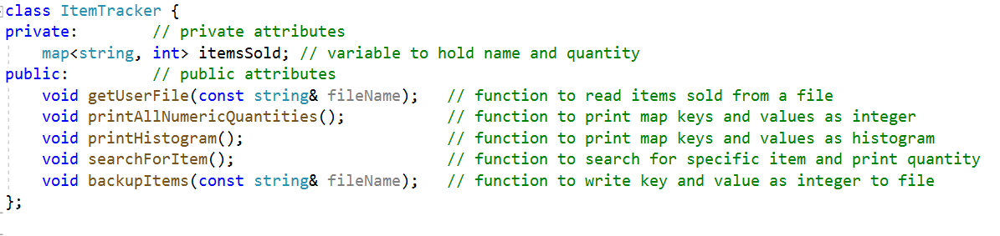 class ItemTracker {
private:        // private attributes
    map<string, int> itemsSold; // variable to hold name and quantity
public:         // public attributes
    void getUserFile(const string& fileName);   // function to read items sold from a file
    void printAllNumericQuantities();           // function to print map keys and values as integer
    void printHistogram();                      // function to print map keys and values as histogram
    void searchForItem();                       // function to search for specific item and print quantity
    void backupItems(const string& fileName);   // function to write key and value as integer to file
};